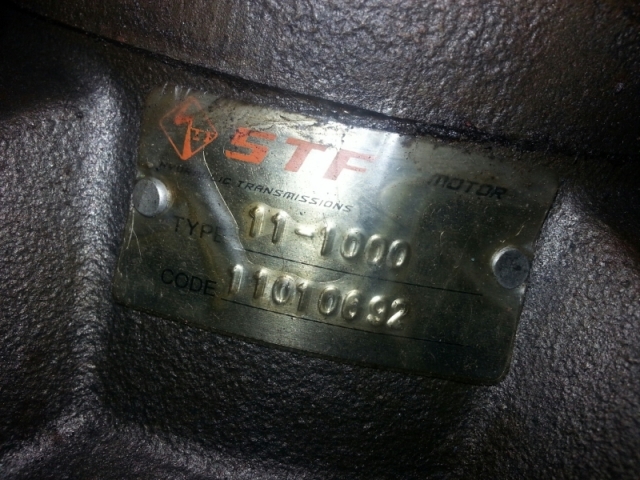 STF
MOTOR
TRANSMISSIONS
TYPE 11-1000
CODE 11010692